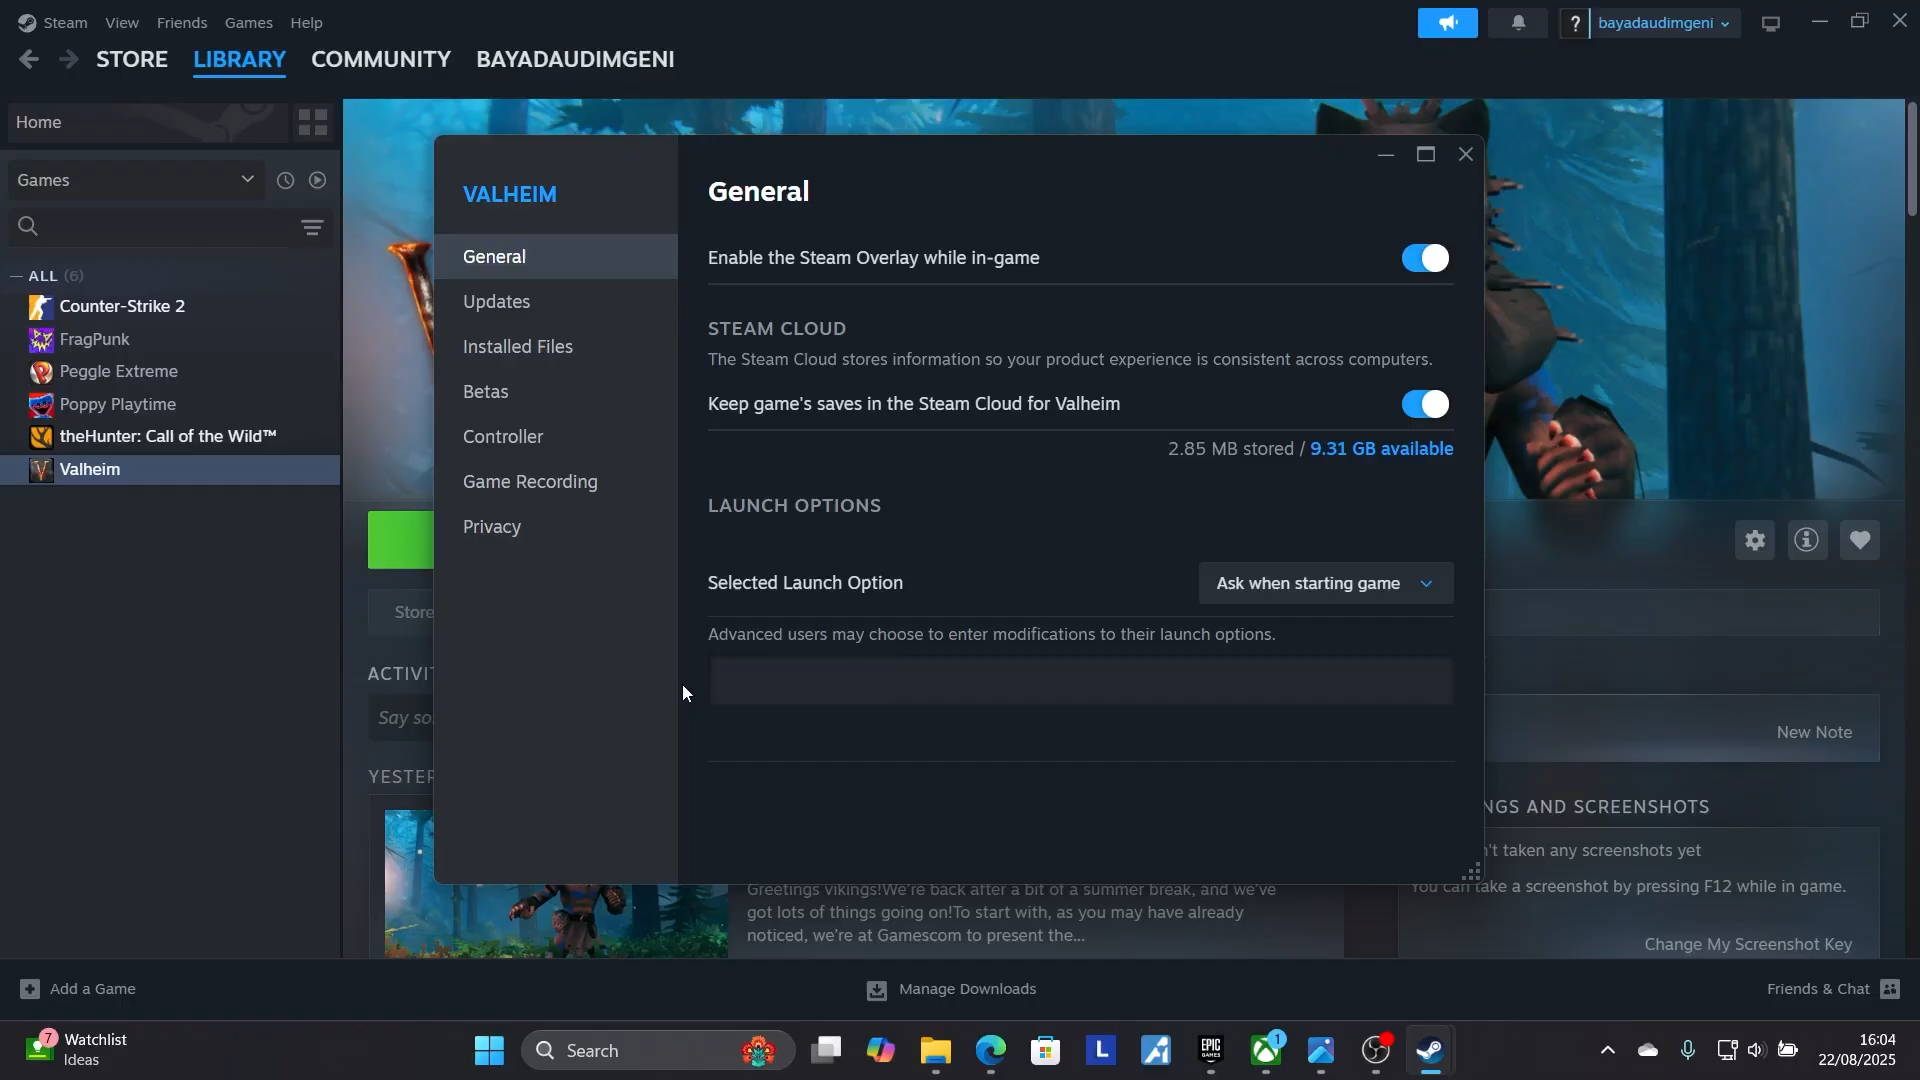 Steam View Friends Games Help
? bayadaudimgeni
STORE LIBRARY COMMUNITY BAYADAUDIMGENI
Home
Games
— ALL (6)
Counter-Strike 2
FragPunk
Peggle Extreme
Poppy Playtime
theHunter: Call of the Wild™
Valheim
VALHEIM
General
Updates
Installed Files
Betas
Controller
Game Recording
Privacy
General
Enable the Steam Overlay while in-game
STEAM CLOUD
The Steam Cloud stores information so your product experience is consistent across computers.
Keep game's saves in the Steam Cloud for Valheim
2.85 MB stored / 9.31 GB available
LAUNCH OPTIONS
Selected Launch Option
Ask when starting game
Advanced users may choose to enter modifications to their launch options.
Store
ACTIVIT
Say so
YESTER
New Note
NGS AND SCREENSHOTS
't taken any screenshots yet
You can take a screenshot by pressing F12 while in game.
Change My Screenshot Key
Greetings vikings!We're back after a bit of a summer break, and we've
got lots of things going on!To start with, as you may have already
noticed, we're at Gamescom to present the...
Add a Game
Manage Downloads
Friends & Chat
7
Watchlist
Ideas
Search
L
EPIC
GAMES
1
16:04
22/08/2025